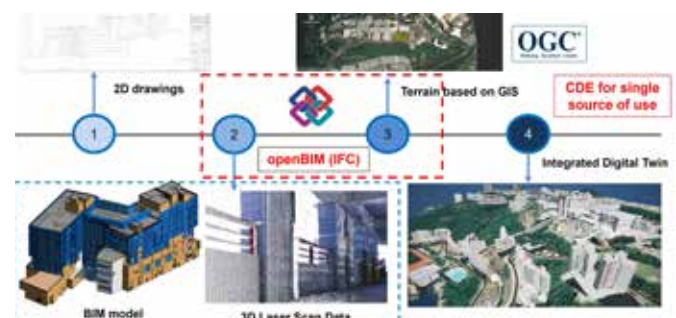 OGC
2D drawings
Terrain based on GIS
CDE for single
source of use
1
2
3
4
openBIM (IFC)
Integrated Digital Twin
BIM model
3D Laser Scan Data